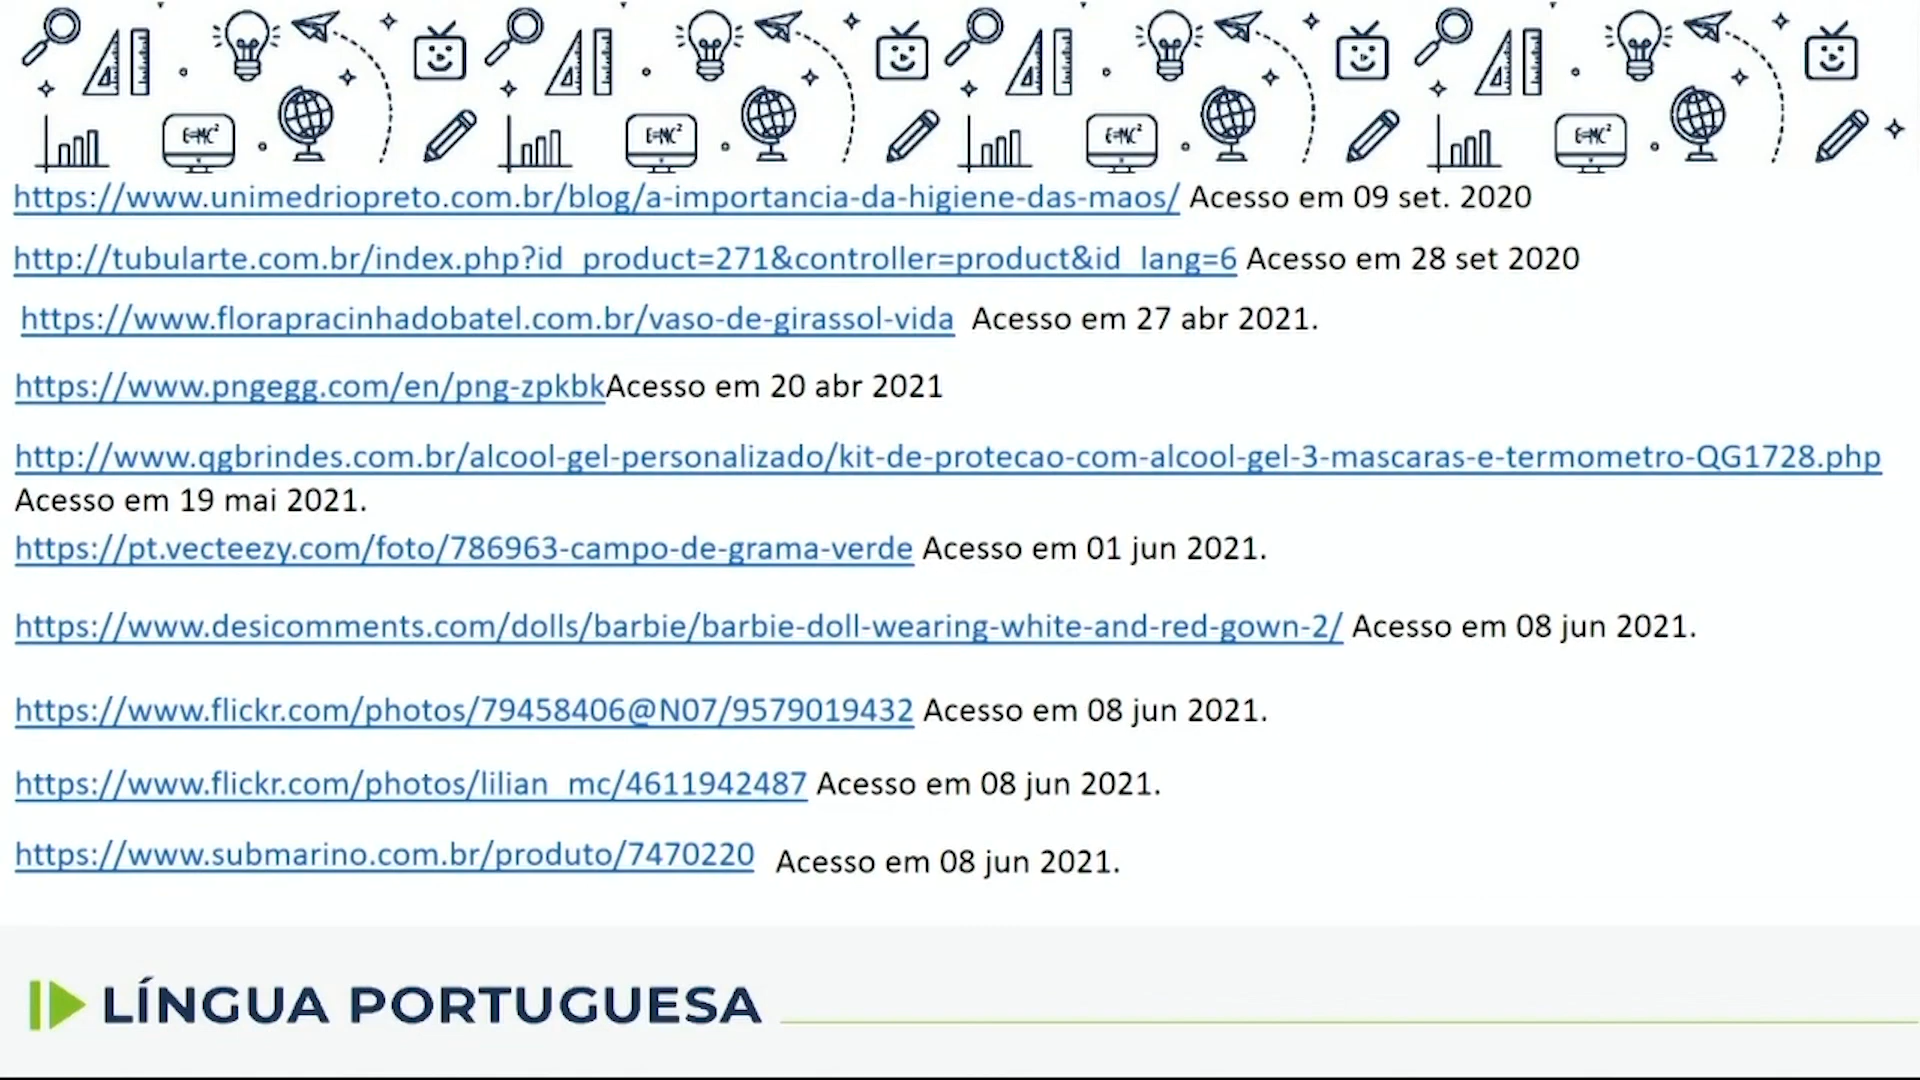 E=MC² E=MC² E=MC² E=MC²
https://www.unimedriopreto.com.br/blog/a-importancia-da-higiene-das-maos/ Acesso em 09 set. 2020
http://tubularte.com.br/index.php?id_product=271&controller=product&id_lang=6 Acesso em 28 set 2020
https://www.florapracinhadobatel.com.br/vaso-de-girassol-vida Acesso em 27 abr 2021.
https://www.pngegg.com/en/png-zpkbkAcesso em 20 abr 2021
http://www.qgbrindes.com.br/alcool-gel-personalizado/kit-de-protecao-com-alcool-gel-3-mascaras-e-termometro-QG1728.php
Acesso em 19 mai 2021.
https://pt.vecteezy.com/foto/786963-campo-de-grama-verde Acesso em 01 jun 2021.
https://www.desicomments.com/dolls/barbie/barbie-doll-wearing-white-and-red-gown-2/ Acesso em 08 jun 2021.
https://www.flickr.com/photos/79458406@N07/9579019432 Acesso em 08 jun 2021.
https://www.flickr.com/photos/lilian_mc/4611942487 Acesso em 08 jun 2021.
https://www.submarino.com.br/produto/7470220 Acesso em 08 jun 2021.
LÍNGUA PORTUGUESA